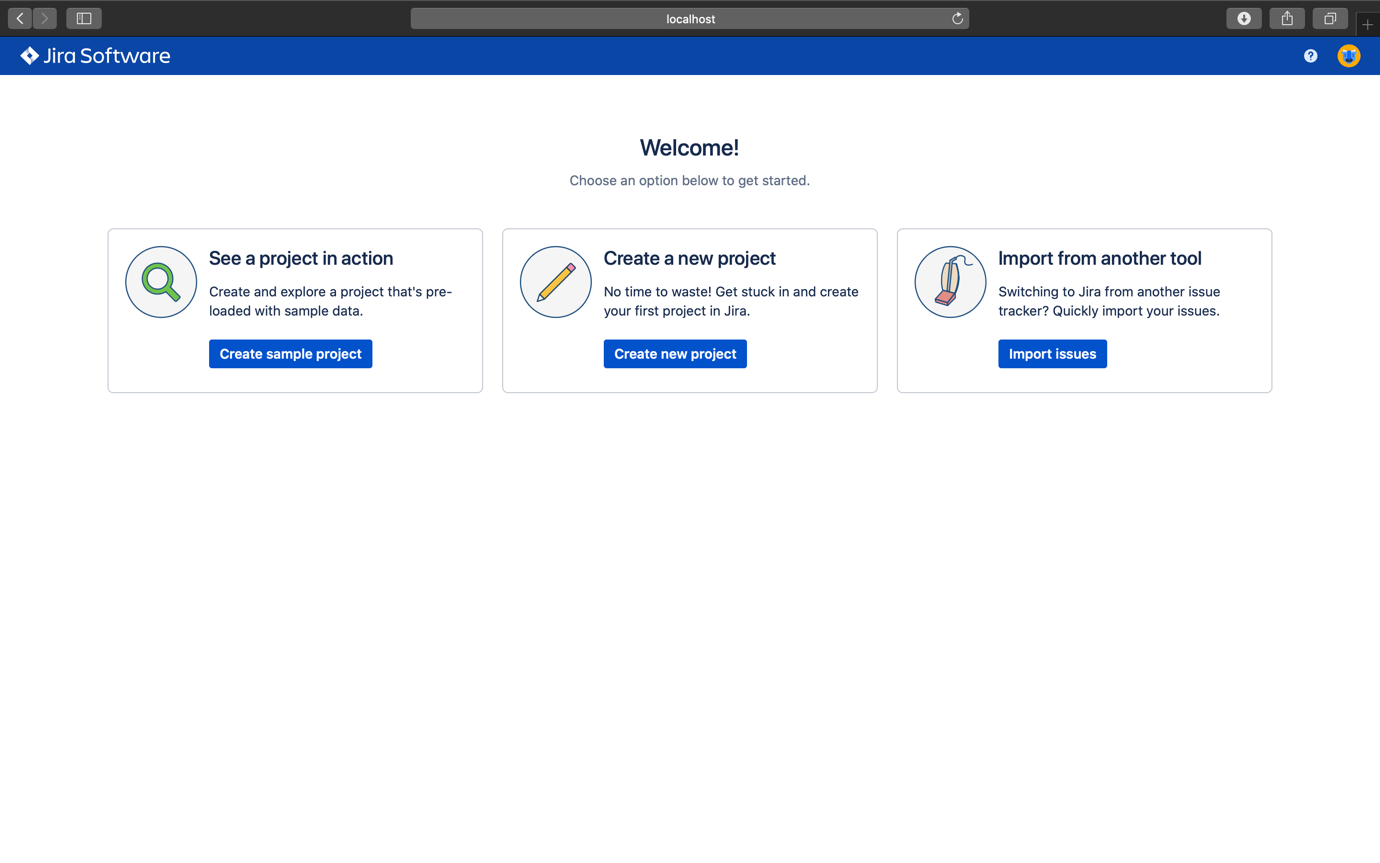 localhost
Jira Software
?
Welcome!
Choose an option below to get started.
See a project in action
Create and explore a project that's pre-
loaded with sample data.
Create sample project
Create a new project
No time to waste! Get stuck in and create
your first project in Jira.
Create new project
Import from another tool
Switching to Jira from another issue
tracker? Quickly import your issues.
Import issues